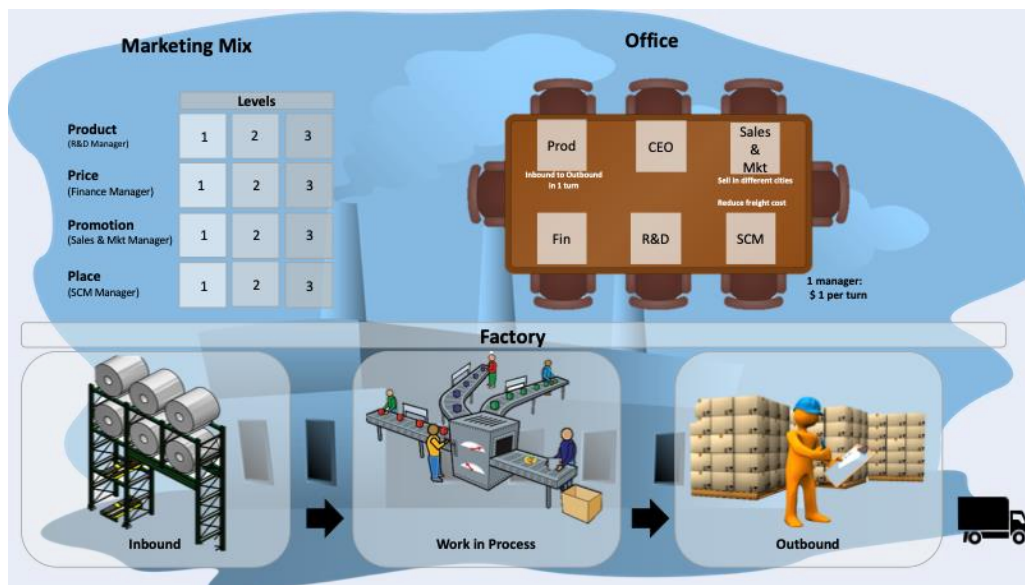 Marketing Mix
Levels
Product
(R&D Manager)
1 2 3
Price
(Finance Manager)
1 2 3
Promotion
(Sales & Mkt Manager)
1 2 3
Place
(SCM Manager)
1 2 3
Office
Prod
CEO
Sales
&
Mkt
Inbound to Outbound
in 1 turn
Sell in different cities
Reduce freight cost
Fin
R&D
SCM
1 manager:
$ 1 per turn
Factory
Inbound
Work in Process
Outbound